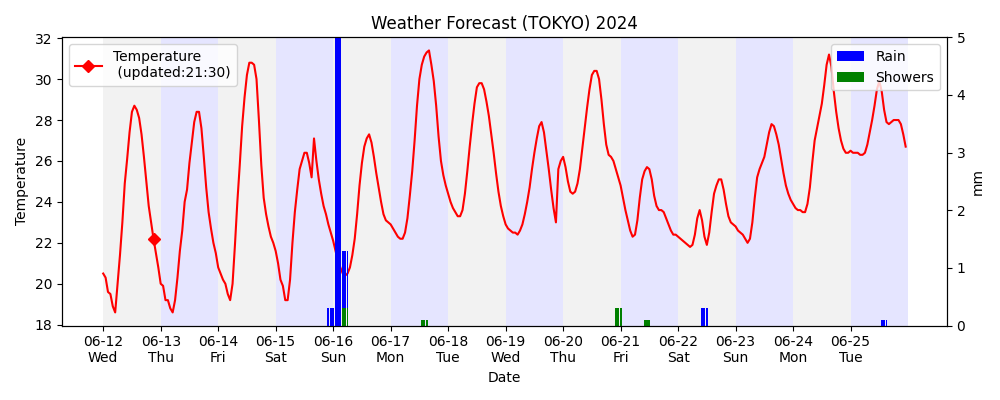 Weather Forecast (TOKYO) 2024
Temperature
(updated:21:30)
Rain
Showers
Temperature
32
30
28
26
24
22
20
18
5
4
3
2
1
0
mm
06-12 06-13 06-14 06-15 06-16 06-17 06-18 06-19 06-20 06-21 06-22 06-23 06-24 06-25
Wed Thu Fri Sat Sun Mon Tue Wed Thu Fri Sat Sun Mon Tue
Date